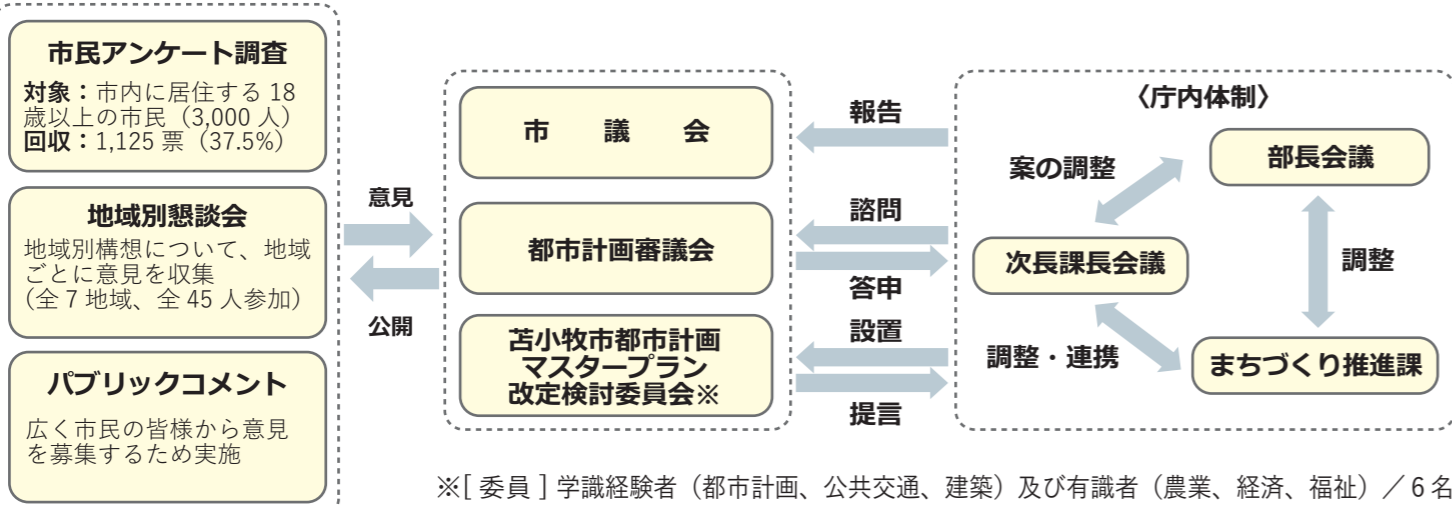 市民アンケート調査
対象：市内に居住する 18
歳以上の市民（3,000 人）
回収：1,125 票（37.5%）
地域別懇談会
地域別構想について、地域
ごとに意見を収集
（全 7 地域、全 45 人参加）
パブリックコメント
広く市民の皆様から意見
を募集するため実施
意見
公開
市　議　会
都市計画審議会
苫小牧市都市計画
マスタープラン
改定検討委員会※
報告
諮問
答申
設置
提言
〈庁内体制〉
部長会議
案の調整
次長課長会議
調整
調整・連携
まちづくり推進課
※[ 委員 ] 学識経験者（都市計画、公共交通、建築）及び有識者（農業、経済、福祉）／ 6 名